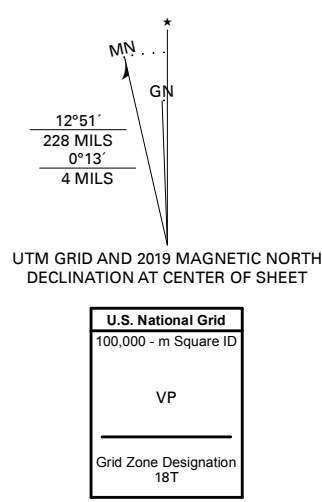 ★
MN
GN
12°51´
228 MILS
0°13´
4 MILS
UTM GRID AND 2019 MAGNETIC NORTH
DECLINATION AT CENTER OF SHEET
U.S. National Grid
100,000 - m Square ID
VP
Grid Zone Designation
18T